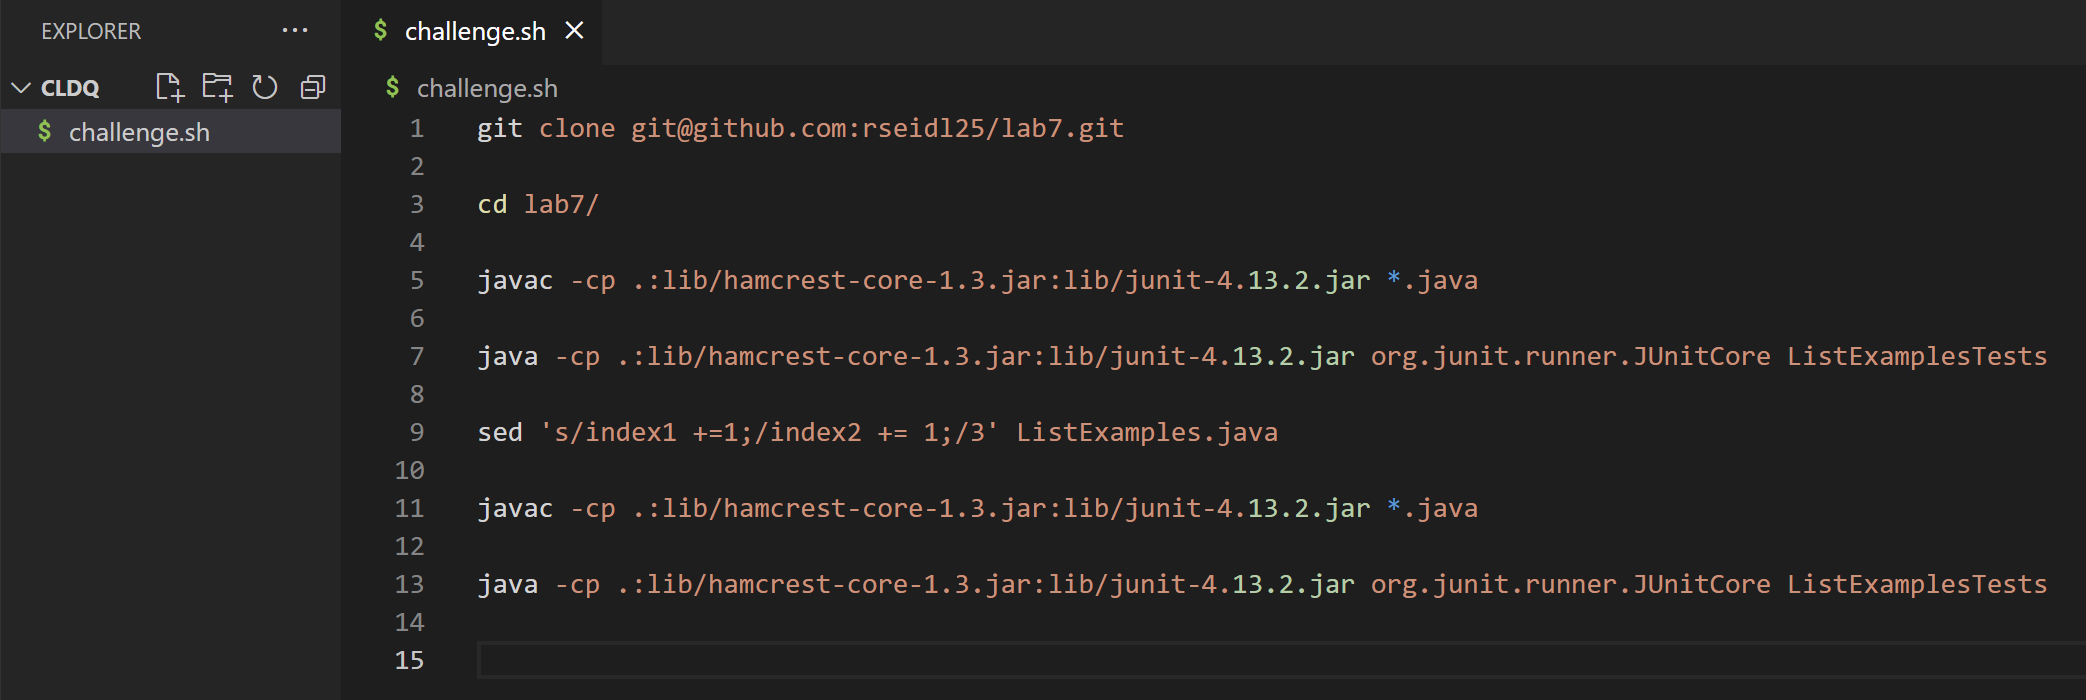 EXPLORER ...
CLDQ
$ challenge.sh
$ challenge.sh
$ challenge.sh
1 git clone git@github.com:rseidl25/lab7.git
2
3 cd lab7/
4
5 javac -cp .:lib/hamcrest-core-1.3.jar:lib/junit-4.13.2.jar *.java
6
7 java -cp .:lib/hamcrest-core-1.3.jar:lib/junit-4.13.2.jar org.junit.runner.JUnitCore ListExamplesTests
8
9 sed 's/index1 +=1;/index2 += 1;/3' ListExamples.java
10
11 javac -cp .:lib/hamcrest-core-1.3.jar:lib/junit-4.13.2.jar *.java
12
13 java -cp .:lib/hamcrest-core-1.3.jar:lib/junit-4.13.2.jar org.junit.runner.JUnitCore ListExamplesTests
14
15